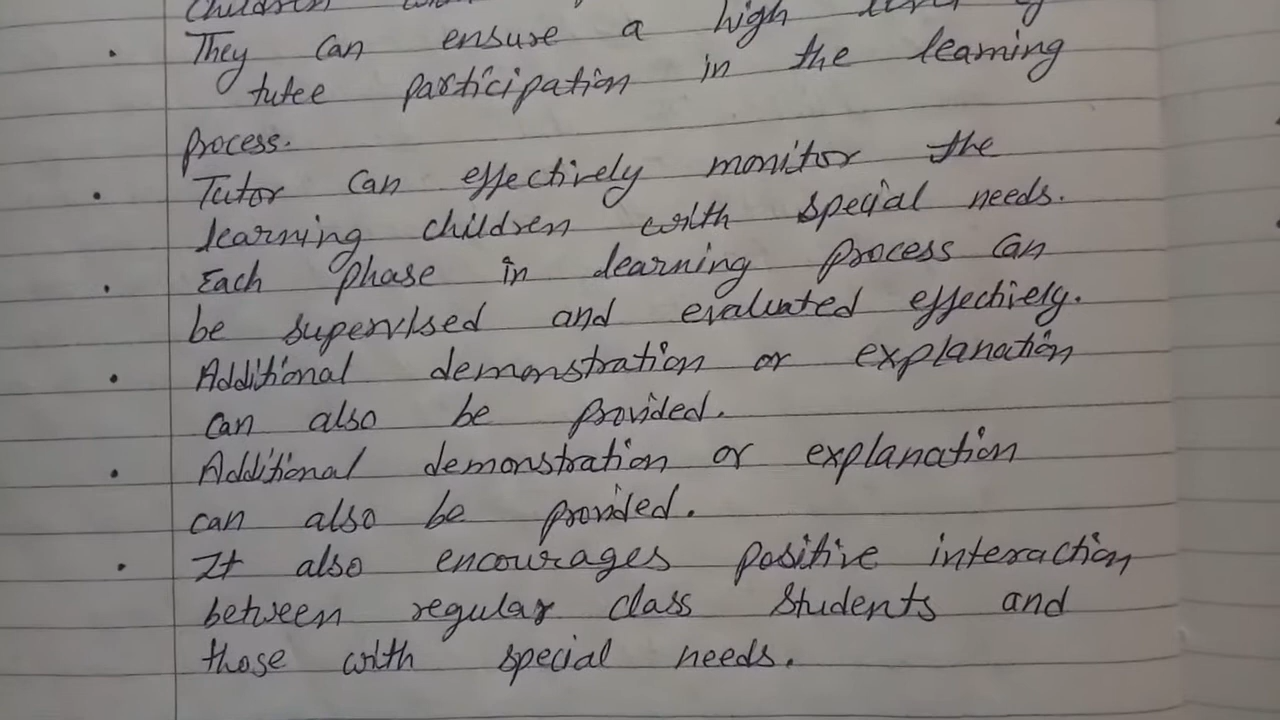 Children
They can ensure a high level of
tutee participation in the learning
process.
Tutor can effectively monitor the
learning children with special needs.
Each phase in learning process can
be supervised and evaluated effectively.
Additional demonstration or explanation
can also be provided.
Additional demonstration or explanation
can also be provided.
It also encourages positive interaction
between regular class students and
those with special needs.